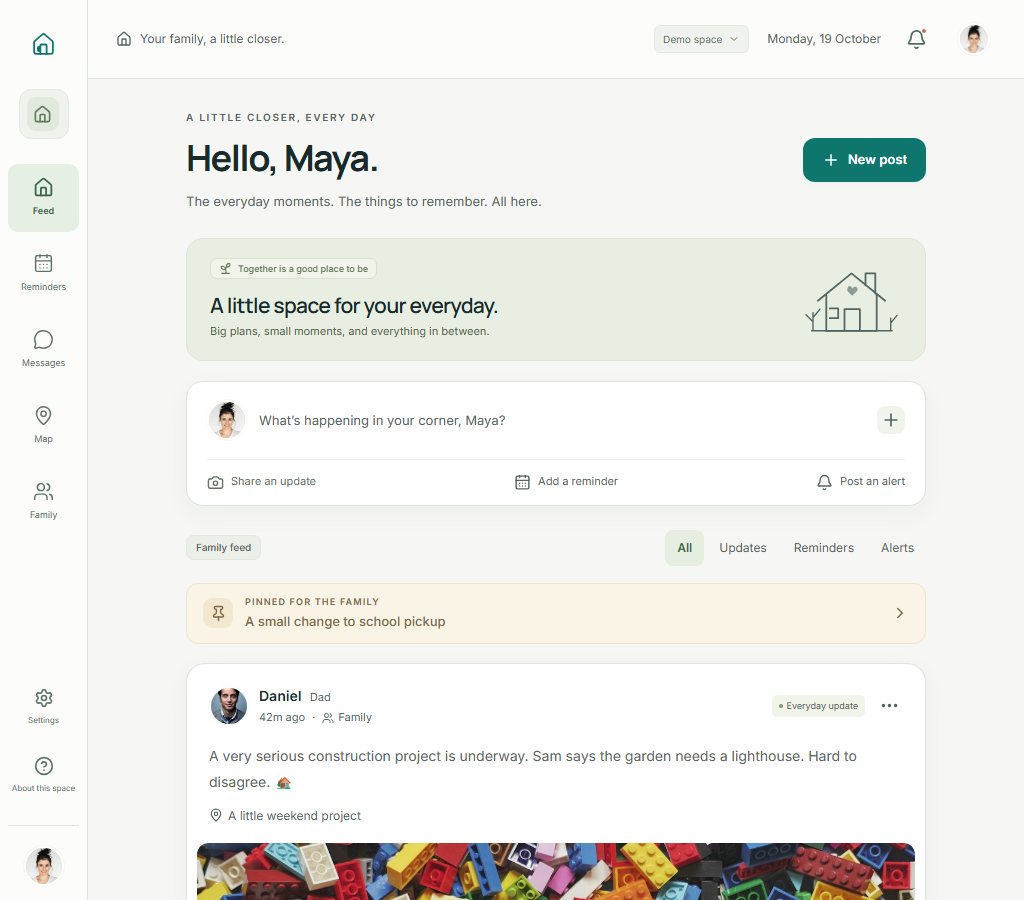 Your family, a little closer.
Demo space
Monday, 19 October
Feed
Reminders
Messages
Map
Family
Settings
About this space
A LITTLE CLOSER, EVERY DAY
Hello, Maya.
The everyday moments. The things to remember. All here.
New post
Together is a good place to be
A little space for your everyday.
Big plans, small moments, and everything in between.
What's happening in your corner, Maya?
Share an update
Add a reminder
Post an alert
Family feed
All
Updates
Reminders
Alerts
PINNED FOR THE FAMILY
A small change to school pickup
Daniel Dad
42m ago · Family
Everyday update
A very serious construction project is underway. Sam says the garden needs a lighthouse. Hard to
disagree. 🏠
A little weekend project